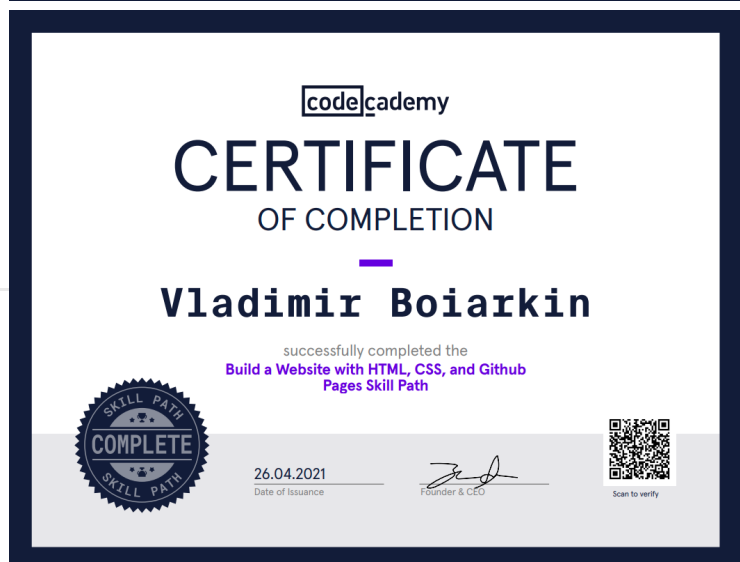 codecademy
CERTIFICATE
OF COMPLETION
Vladimir Boiarkin
successfully completed the
Build a Website with HTML, CSS, and Github
Pages Skill Path
SKILL PATH
COMPLETE
SKILL PATH
26.04.2021
Date of Issuance
Founder & CEO
Scan to verify